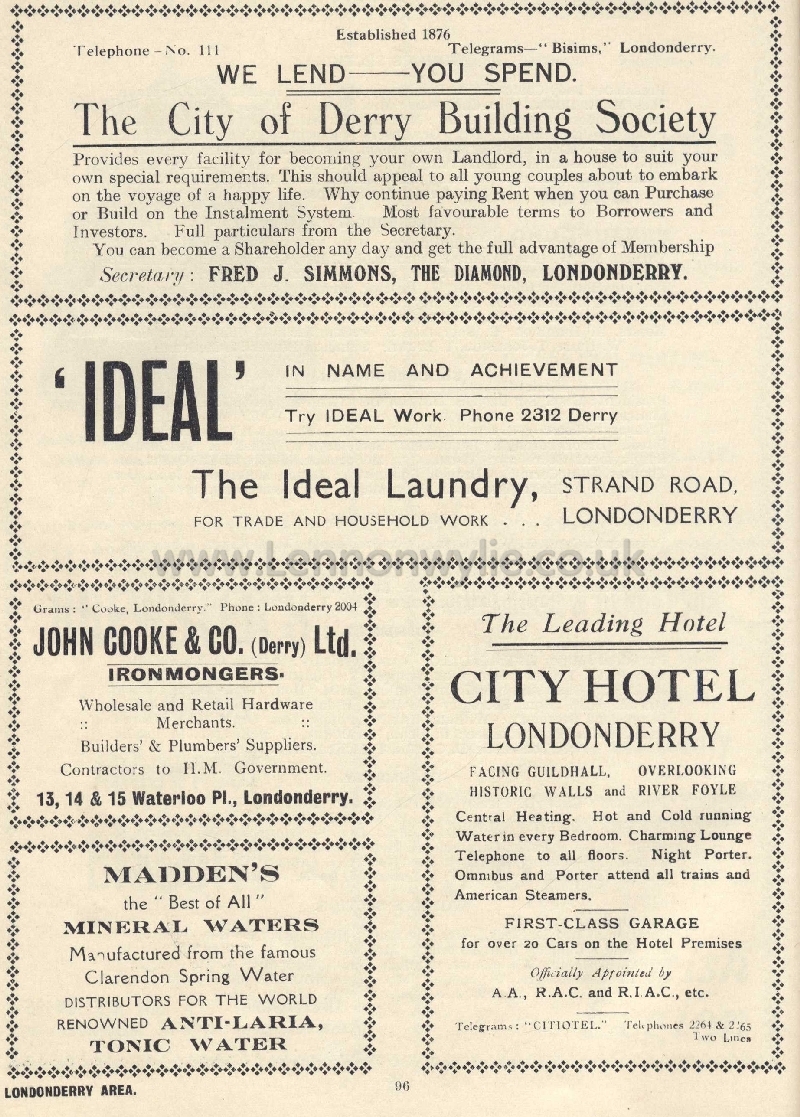 Established 1876
Telephone - No. 111 Telegrams—" Bisims," Londonderry.
WE LEND——YOU SPEND.
The City of Derry Building Society
Provides every facility for becoming your own Landlord, in a house to suit your
own special requirements. This should appeal to all young couples about to embark
on the voyage of a happy life. Why continue paying Rent when you can Purchase
or Build on the Instalment System. Most favourable terms to Borrowers and
Investors. Full particulars from the Secretary.
You can become a Shareholder any day and get the full advantage of Membership
Secretary : FRED J. SIMMONS, THE DIAMOND, LONDONDERRY.
'IDEAL'
IN NAME AND ACHIEVEMENT
Try IDEAL Work. Phone 2312 Derry
The Ideal Laundry, STRAND ROAD,
FOR TRADE AND HOUSEHOLD WORK . . . LONDONDERRY
www.Lennonwylie.co.uk
Grams : " Cooke, Londonderry." Phone : Londonderry 2004
JOHN COOKE & CO. (Derry) Ltd.
IRONMONGERS.
Wholesale and Retail Hardware
:: Merchants. ::
Builders' & Plumbers' Suppliers.
Contractors to H.M. Government.
13, 14 & 15 Waterloo Pl., Londonderry.
MADDEN'S
the " Best of All "
MINERAL WATERS
Manufactured from the famous
Clarendon Spring Water
DISTRIBUTORS FOR THE WORLD
RENOWNED ANTI-LARIA,
TONIC WATER
The Leading Hotel
CITY HOTEL
LONDONDERRY
FACING GUILDHALL, OVERLOOKING
HISTORIC WALLS and RIVER FOYLE
Central Heating. Hot and Cold running
Water in every Bedroom. Charming Lounge
Telephone to all floors. Night Porter.
Omnibus and Porter attend all trains and
American Steamers.
FIRST-CLASS GARAGE
for over 20 Cars on the Hotel Premises
Officially Appointed by
A.A., R.A.C. and R.I.A.C., etc.
Telegrams : "CITIOTEL." Telephones 2264 & 2265
Two Lines
LONDONDERRY AREA.
96